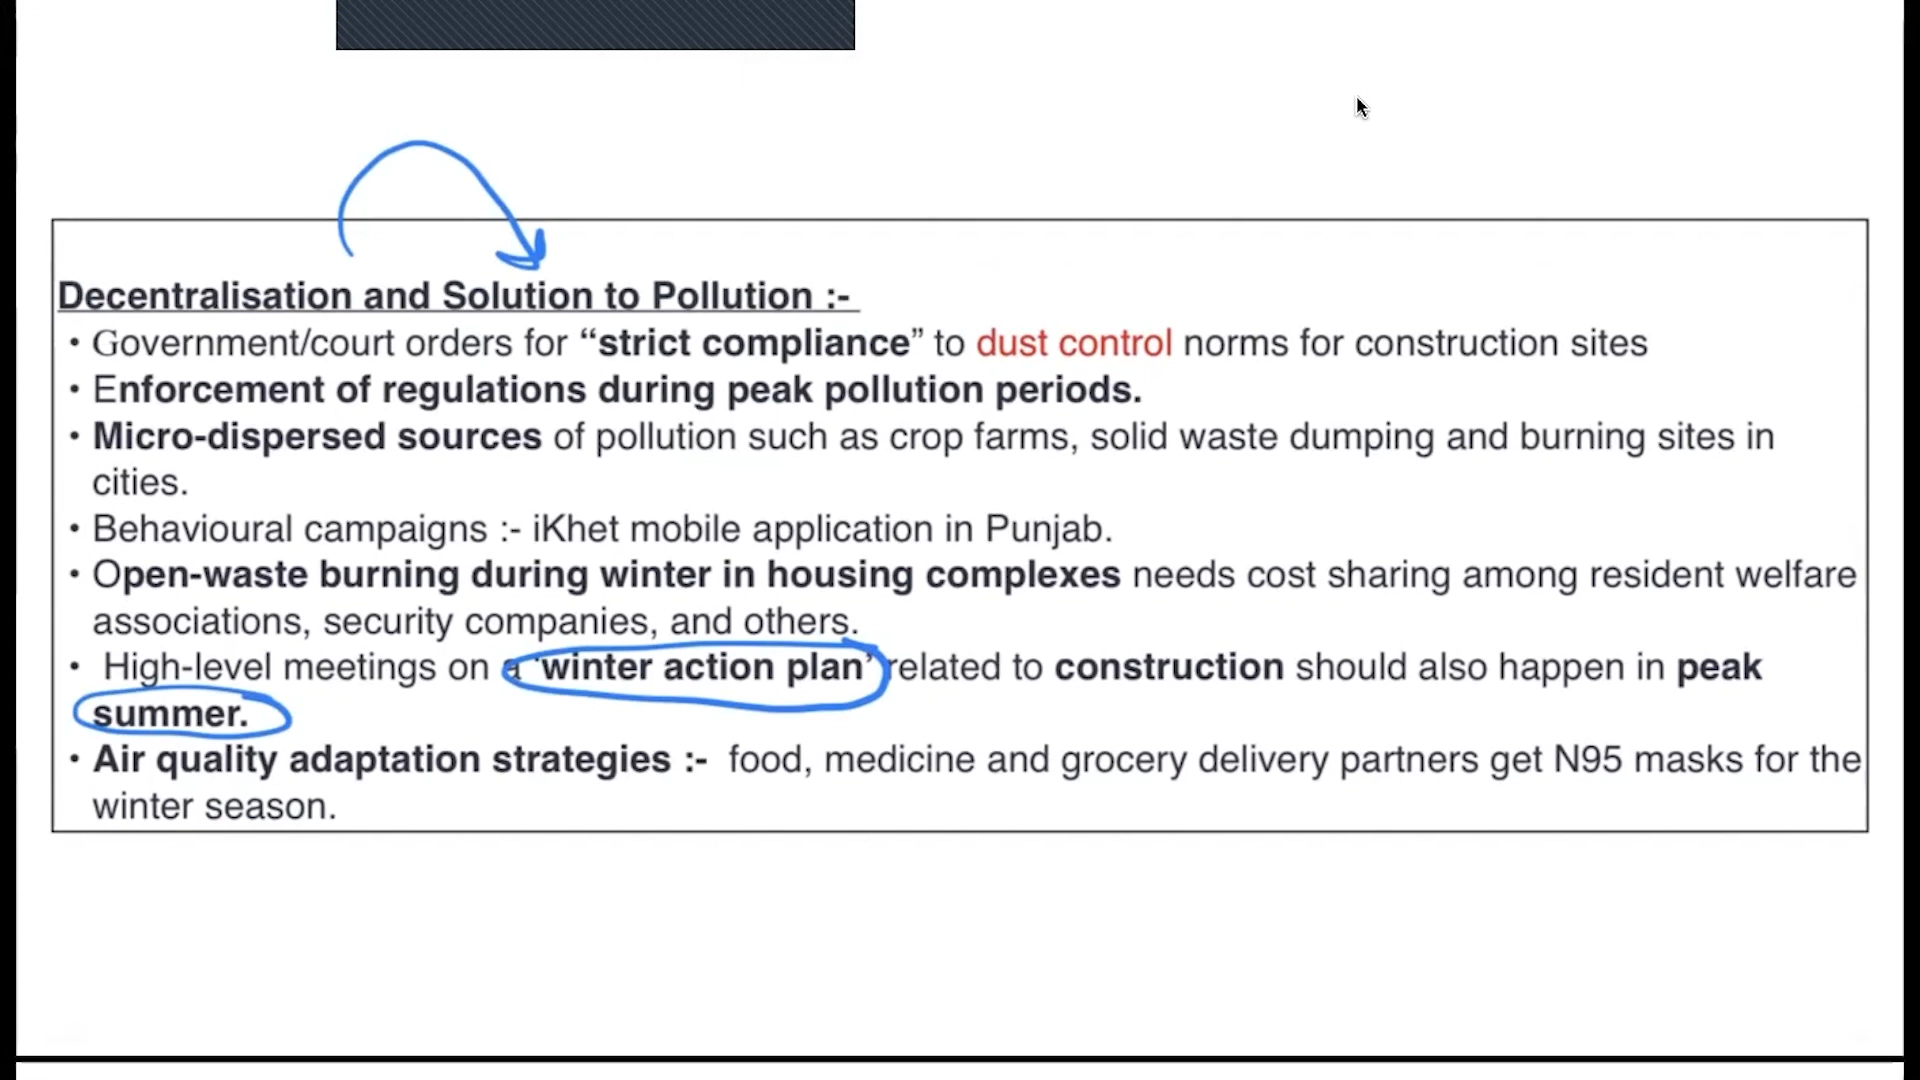 Decentralisation and Solution to Pollution :-
• Government/court orders for “strict compliance” to dust control norms for construction sites
• Enforcement of regulations during peak pollution periods.
• Micro-dispersed sources of pollution such as crop farms, solid waste dumping and burning sites in
cities.
• Behavioural campaigns :- iKhet mobile application in Punjab.
• Open-waste burning during winter in housing complexes needs cost sharing among resident welfare
associations, security companies, and others.
• High-level meetings on a ‘winter action plan’ related to construction should also happen in peak
summer.
• Air quality adaptation strategies :- food, medicine and grocery delivery partners get N95 masks for the
winter season.